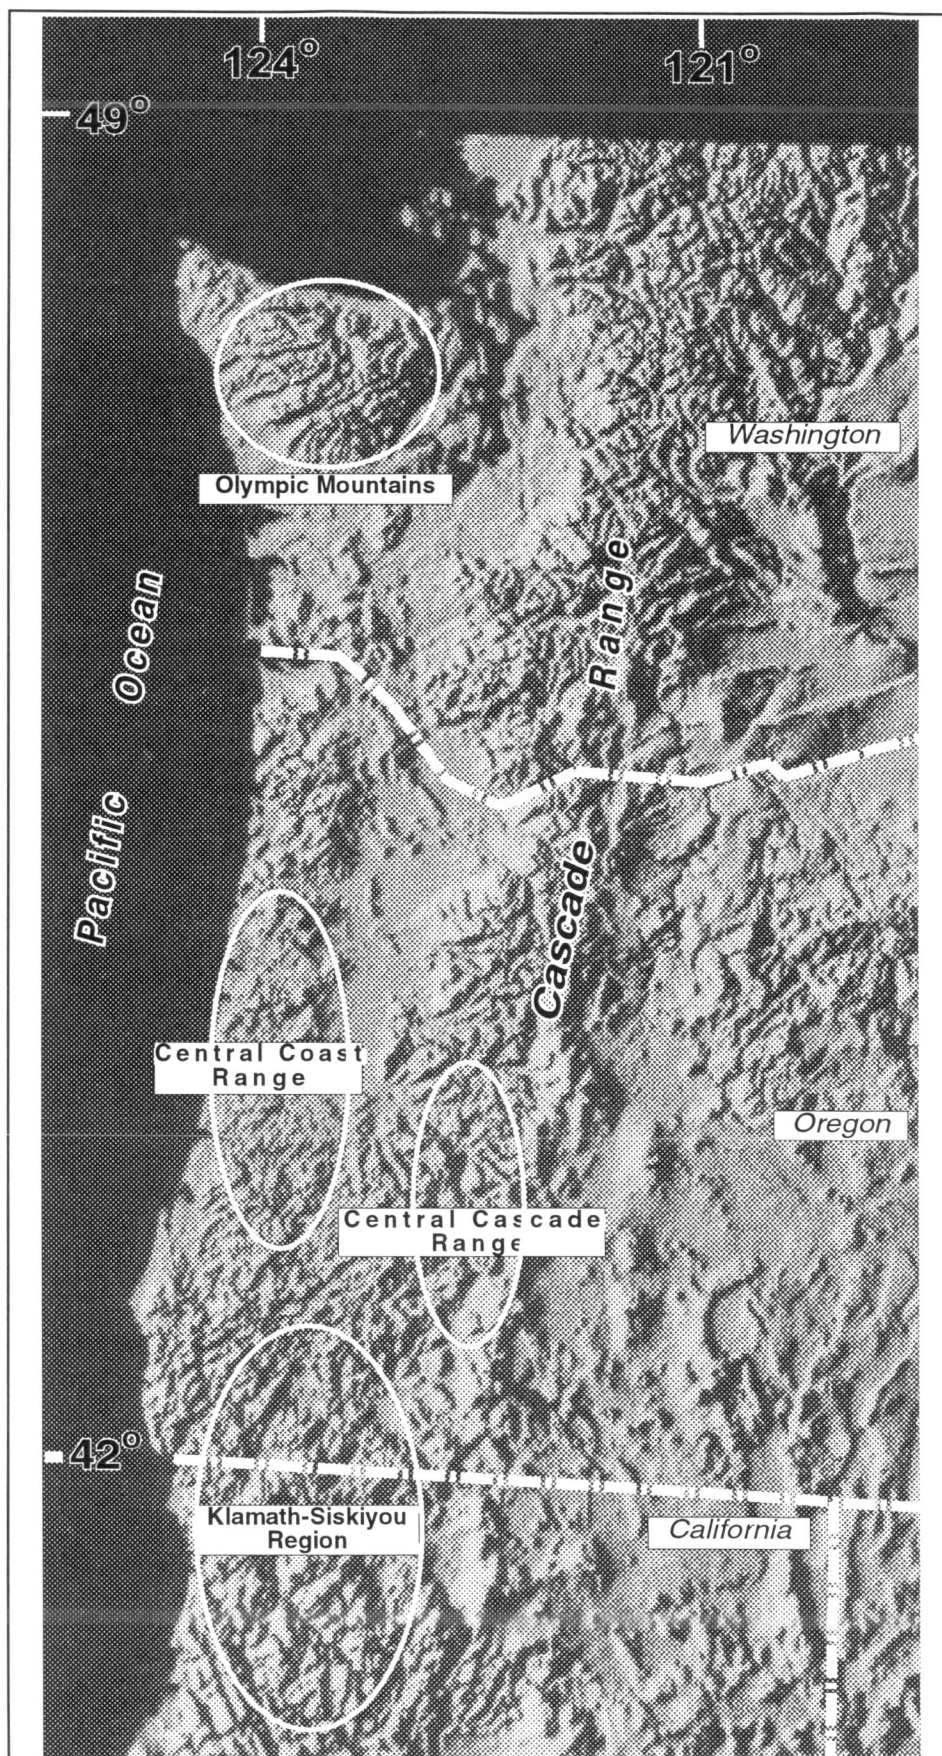 124°
121°
49°
Washington
Olympic Mountains
Range
Pacific Ocean
Cascade
Central Coast
Range
Oregon
Central Cascade
Range
42°
Klamath-Siskiyou
Region
California